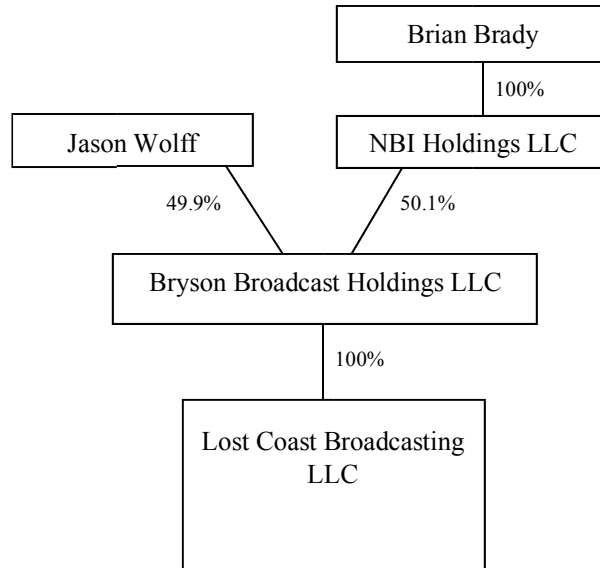 Brian Brady
100%
Jason Wolff
NBI Holdings LLC
49.9%
50.1%
Bryson Broadcast Holdings LLC
100%
Lost Coast Broadcasting
LLC